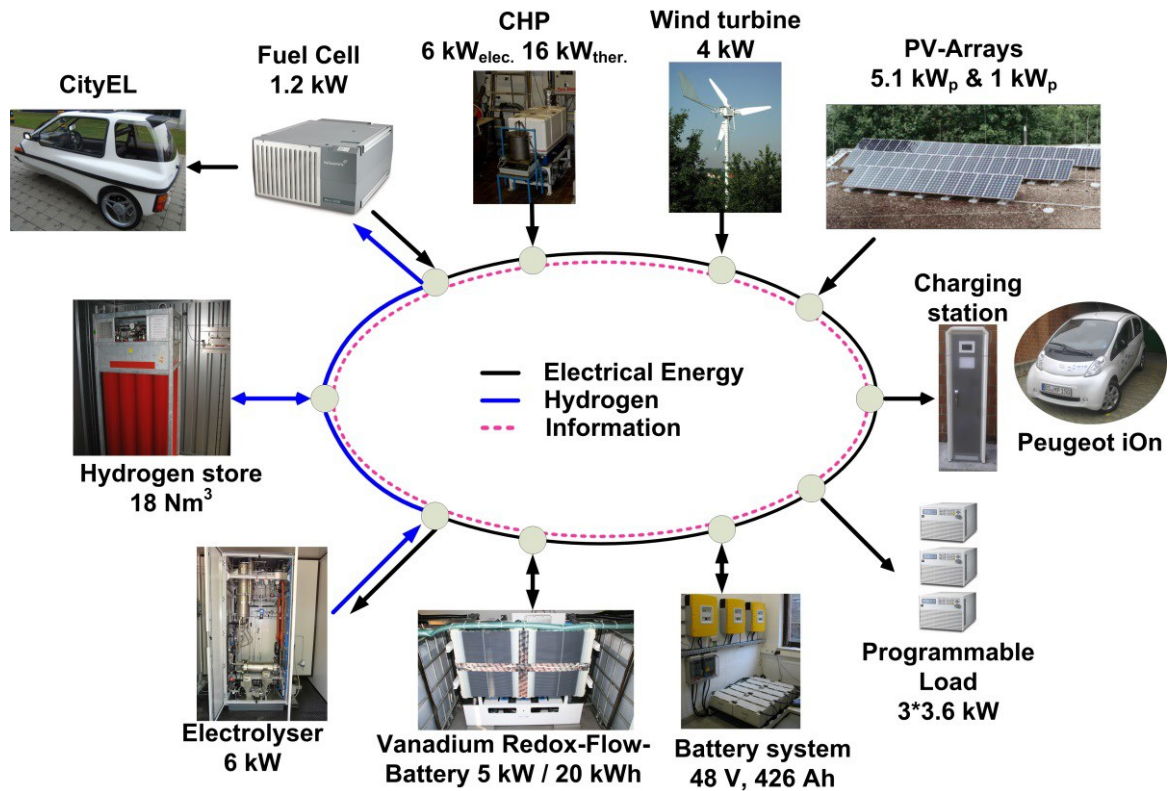 CityEL
Fuel Cell
1.2 kW
CHP
6 kWelec. 16 kWther.
Wind turbine
4 kW
PV-Arrays
5.1 kWp & 1 kWp
Charging
station
Peugeot iOn
Electrical Energy
Hydrogen
Information
Hydrogen store
18 Nm³
Electrolyser
6 kW
Vanadium Redox-Flow-
Battery 5 kW / 20 kWh
Battery system
48 V, 426 Ah
Programmable
Load
3*3.6 kW